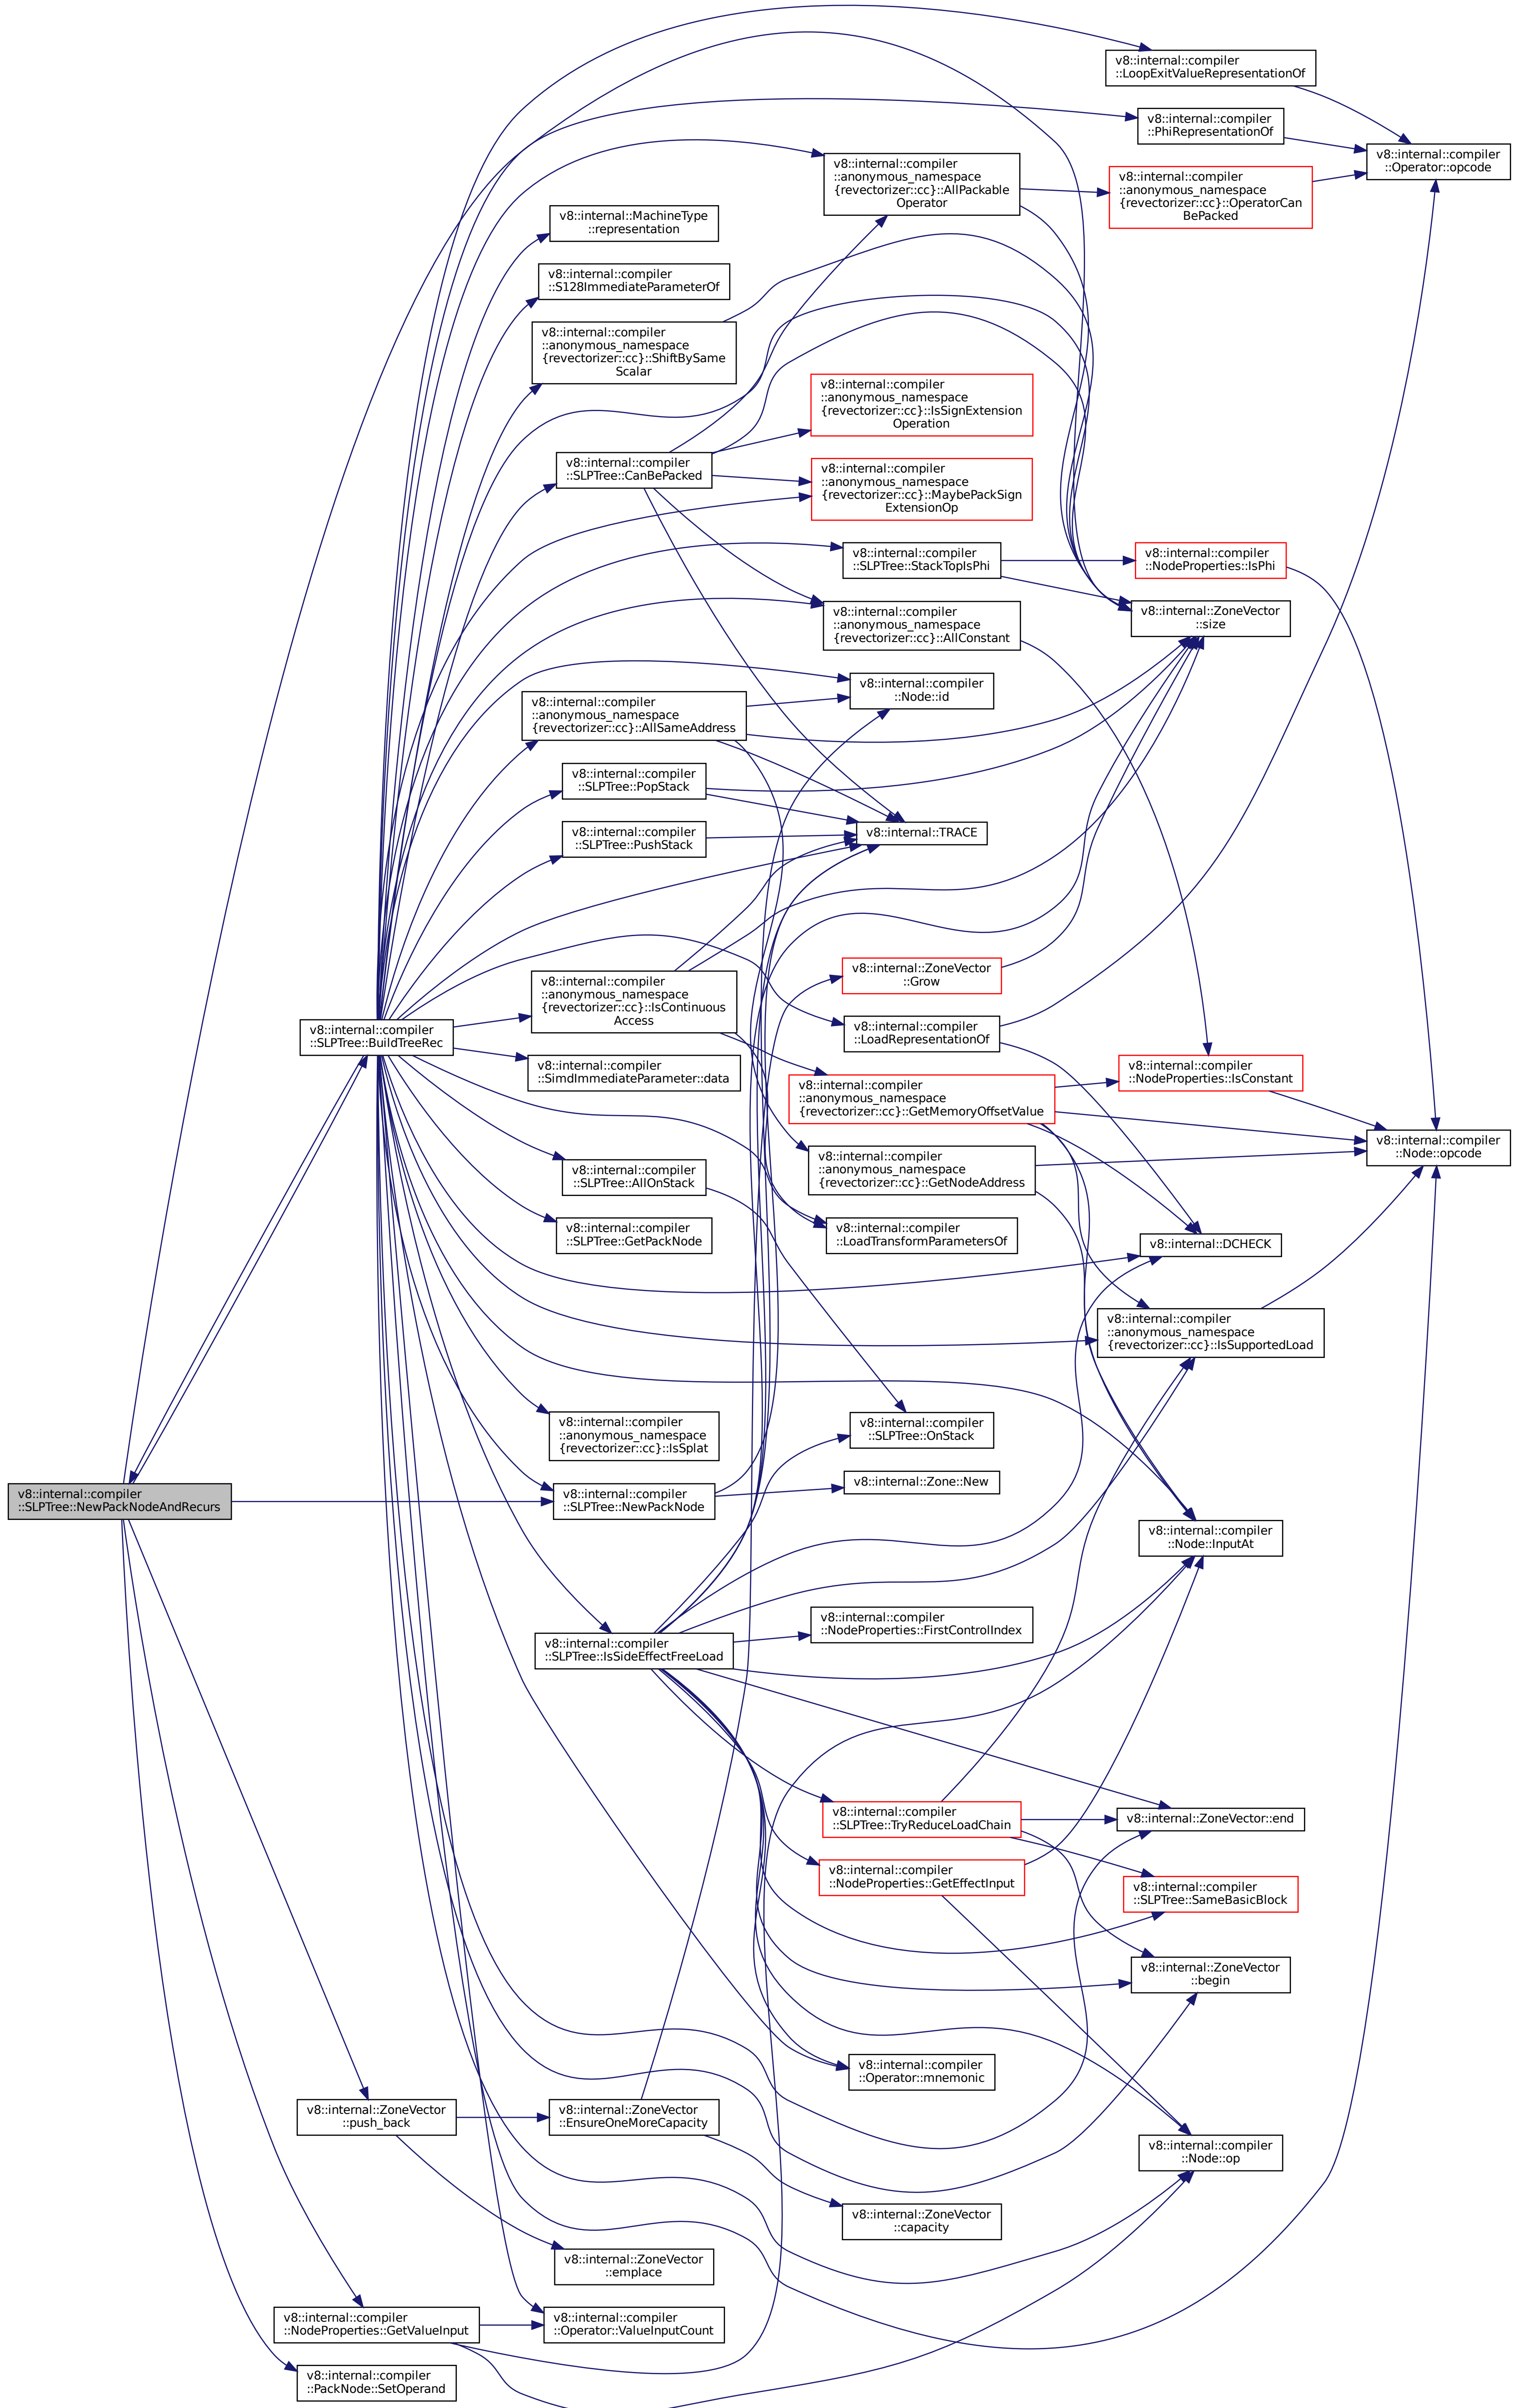 v8::internal::compiler
::LoopExitValueRepresentationOf
v8::internal::compiler
::PhiRepresentationOf
v8::internal::compiler
::Operator::opcode
v8::internal::compiler
::anonymous_namespace
{revectorizer::cc}::AllPackable
Operator
v8::internal::compiler
::anonymous_namespace
{revectorizer::cc}::OperatorCan
BePacked
v8::internal::MachineType
::representation
v8::internal::compiler
::S128ImmediateParameterOf
v8::internal::compiler
::anonymous_namespace
{revectorizer::cc}::ShiftBySame
Scalar
v8::internal::compiler
::anonymous_namespace
{revectorizer::cc}::IsSignExtension
Operation
v8::internal::compiler
::SLPTree::CanBePacked
v8::internal::compiler
::anonymous_namespace
{revectorizer::cc}::MaybePackSign
ExtensionOp
v8::internal::compiler
::SLPTree::StackTopIsPhi
v8::internal::compiler
::NodeProperties::IsPhi
v8::internal::compiler
::anonymous_namespace
{revectorizer::cc}::AllConstant
v8::internal::ZoneVector
::size
v8::internal::compiler
::Node::id
v8::internal::compiler
::anonymous_namespace
{revectorizer::cc}::AllSameAddress
v8::internal::compiler
::SLPTree::PopStack
v8::internal::compiler
::SLPTree::PushStack
v8::internal::TRACE
v8::internal::ZoneVector
::Grow
v8::internal::compiler
::anonymous_namespace
{revectorizer::cc}::IsContinuous
Access
v8::internal::compiler
::SLPTree::BuildTreeRec
v8::internal::compiler
::LoadRepresentationOf
v8::internal::compiler
::SimdImmediateParameter::data
v8::internal::compiler
::anonymous_namespace
{revectorizer::cc}::GetMemoryOffsetValue
v8::internal::compiler
::NodeProperties::IsConstant
v8::internal::compiler
::Node::opcode
v8::internal::compiler
::SLPTree::AllOnStack
v8::internal::compiler
::anonymous_namespace
{revectorizer::cc}::GetNodeAddress
v8::internal::compiler
::SLPTree::GetPackNode
v8::internal::compiler
::LoadTransformParametersOf
v8::internal::DCHECK
v8::internal::compiler
::anonymous_namespace
{revectorizer::cc}::IsSupportedLoad
v8::internal::compiler
::anonymous_namespace
{revectorizer::cc}::IsSplat
v8::internal::compiler
::SLPTree::OnStack
v8::internal::compiler
::SLPTree::NewPackNodeAndRecurs
v8::internal::compiler
::SLPTree::NewPackNode
v8::internal::Zone::New
v8::internal::compiler
::Node::InputAt
v8::internal::compiler
::NodeProperties::FirstControlIndex
v8::internal::compiler
::SLPTree::IsSideEffectFreeLoad
v8::internal::compiler
::SLPTree::TryReduceLoadChain
v8::internal::ZoneVector::end
v8::internal::compiler
::NodeProperties::GetEffectInput
v8::internal::compiler
::SLPTree::SameBasicBlock
v8::internal::ZoneVector
::begin
v8::internal::compiler
::Operator::mnemonic
v8::internal::ZoneVector
::push_back
v8::internal::ZoneVector
::EnsureOneMoreCapacity
v8::internal::compiler
::Node::op
v8::internal::ZoneVector
::capacity
v8::internal::ZoneVector
::emplace
v8::internal::compiler
::NodeProperties::GetValueInput
v8::internal::compiler
::Operator::ValueInputCount
v8::internal::compiler
::PackNode::SetOperand